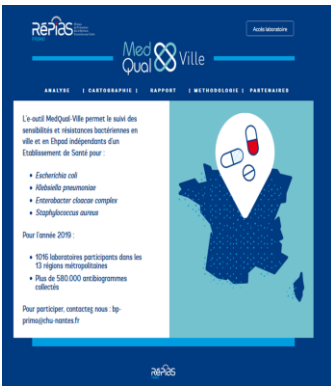 RéPias
PRIMO
Accès laboratoire
Med
Qual Ville
ANALYSE | CARTOGRAPHIE | RAPPORT | METHODOLOGIE | PARTENAIRES
L'e-outil MedQual-Ville permet le suivi des
sensibilités et résistances bactériennes en
ville et en Ehpad indépendants d'un
Etablissement de Santé pour :
• Escherichia coli
• Klebsiella pneumoniae
• Enterobacter cloacae complex
• Staphylococcus aureus
Pour l'année 2019 :
• 1016 laboratoires participants dans les
13 régions métropolitaines
• Plus de 580.000 antibiogrammes
collectés
Pour participer, contactez nous : bp-
primo@chu-nantes.fr
RéPias